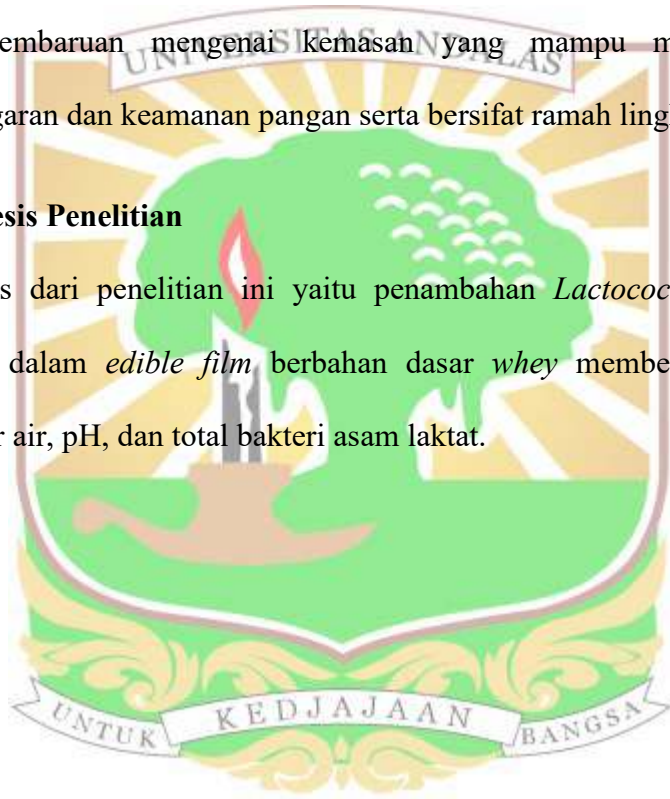 embaruan mengenai kemasan yang mampu m
garan dan keamanan pangan serta bersifat ramah ling
esis Penelitian
s dari penelitian ini yaitu penambahan Lactococ
dalam edible film berbahan dasar whey membe
r air, pH, dan total bakteri asam laktat.
UNIVERSITAS ANDALAS
UNTUK KEDJAJAAN BANGSA